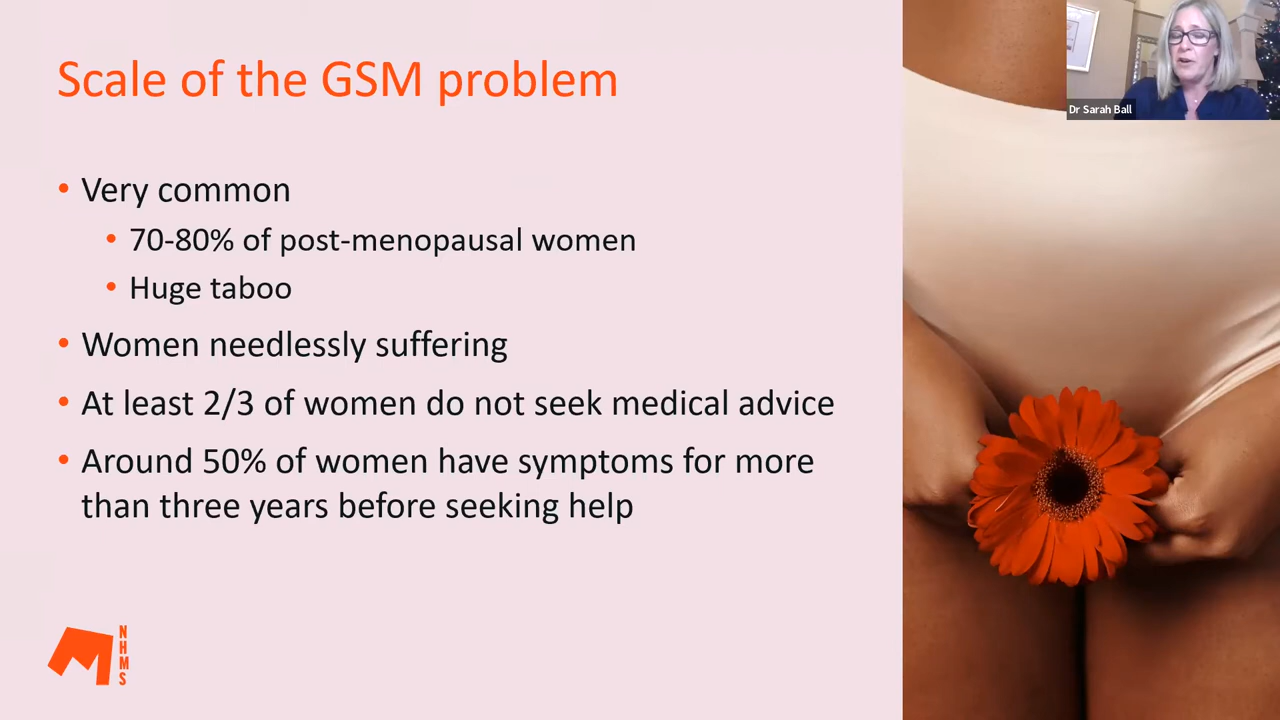 Scale of the GSM problem
Dr Sarah Ball
• Very common
• 70-80% of post-menopausal women
• Huge taboo
• Women needlessly suffering
• At least 2/3 of women do not seek medical advice
• Around 50% of women have symptoms for more
than three years before seeking help
NHMS